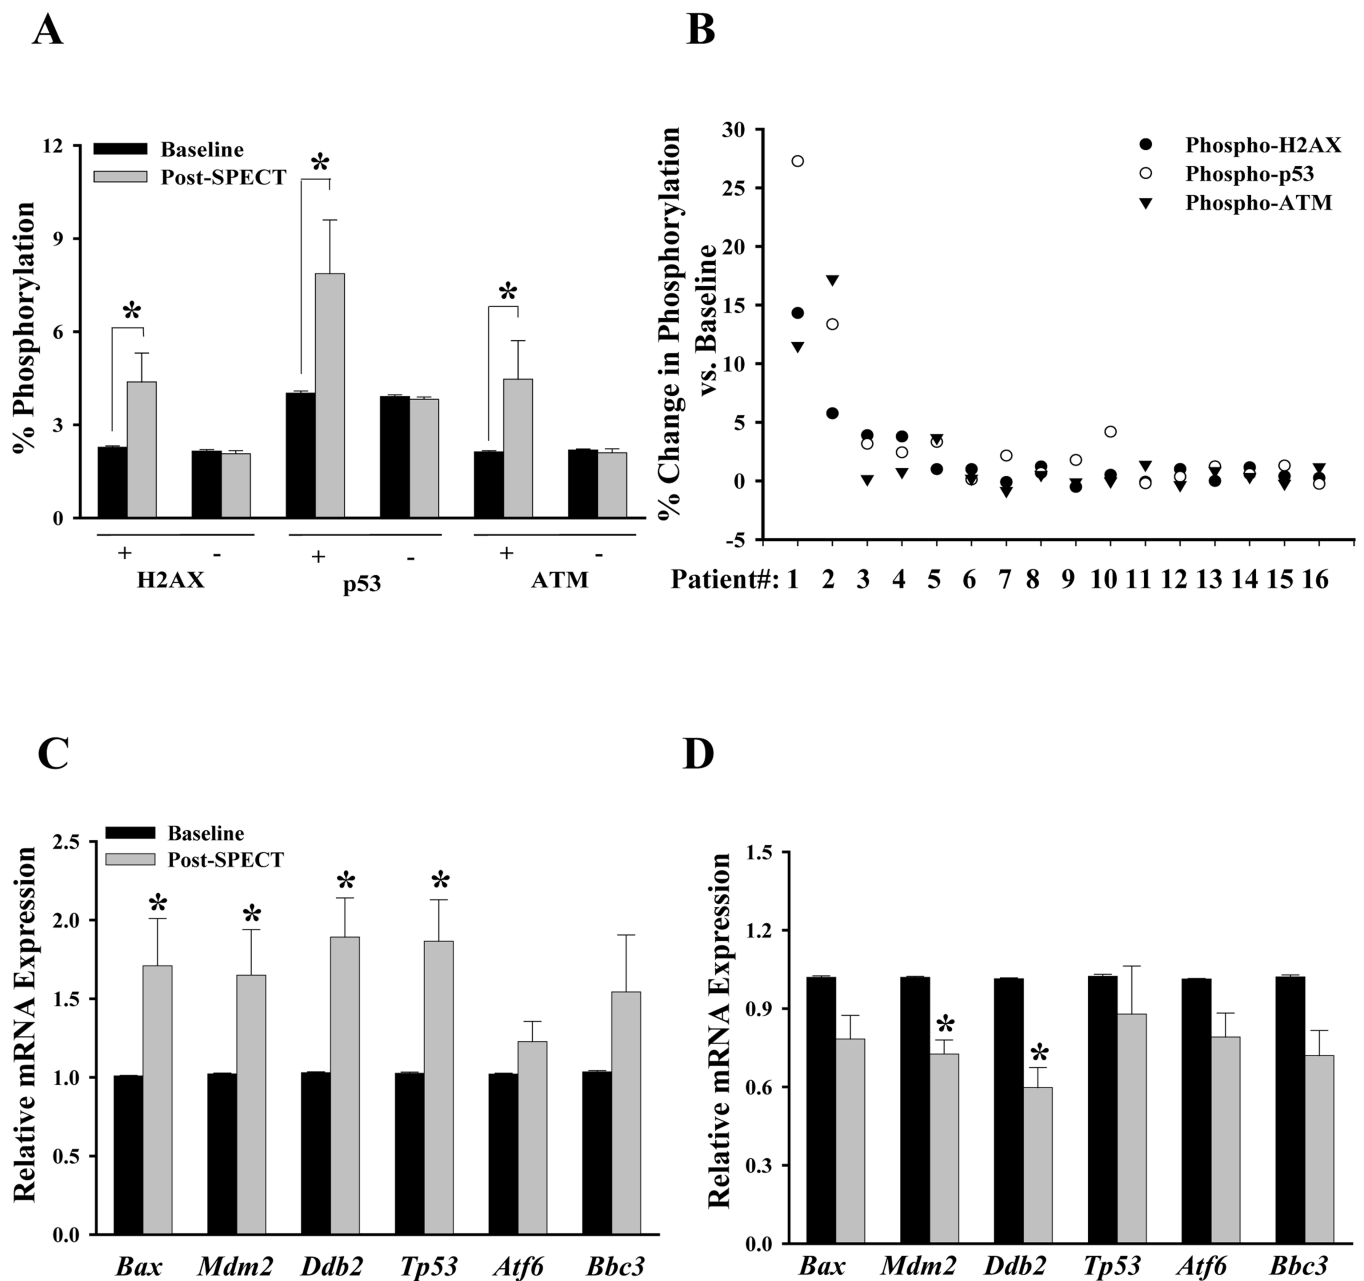 A
B
Baseline
Post-SPECT
% Phosphorylation
12
9
6
3
0
*
*
*
+ - + - + -
H2AX p53 ATM
% Change in Phosphorylation
vs. Baseline
30
25
20
15
10
5
0
-5
Phospho-H2AX
Phospho-p53
Phospho-ATM
Patient#: 1 2 3 4 5 6 7 8 9 10 11 12 13 14 15 16
C
D
Baseline
Post-SPECT
Relative mRNA Expression
2.5
2.0
1.5
1.0
0.5
0.0
* * * *
Bax Mdm2 Ddb2 Tp53 Atf6 Bbc3
Relative mRNA Expression
1.5
1.2
0.9
0.6
0.3
0.0
* *
Bax Mdm2 Ddb2 Tp53 Atf6 Bbc3